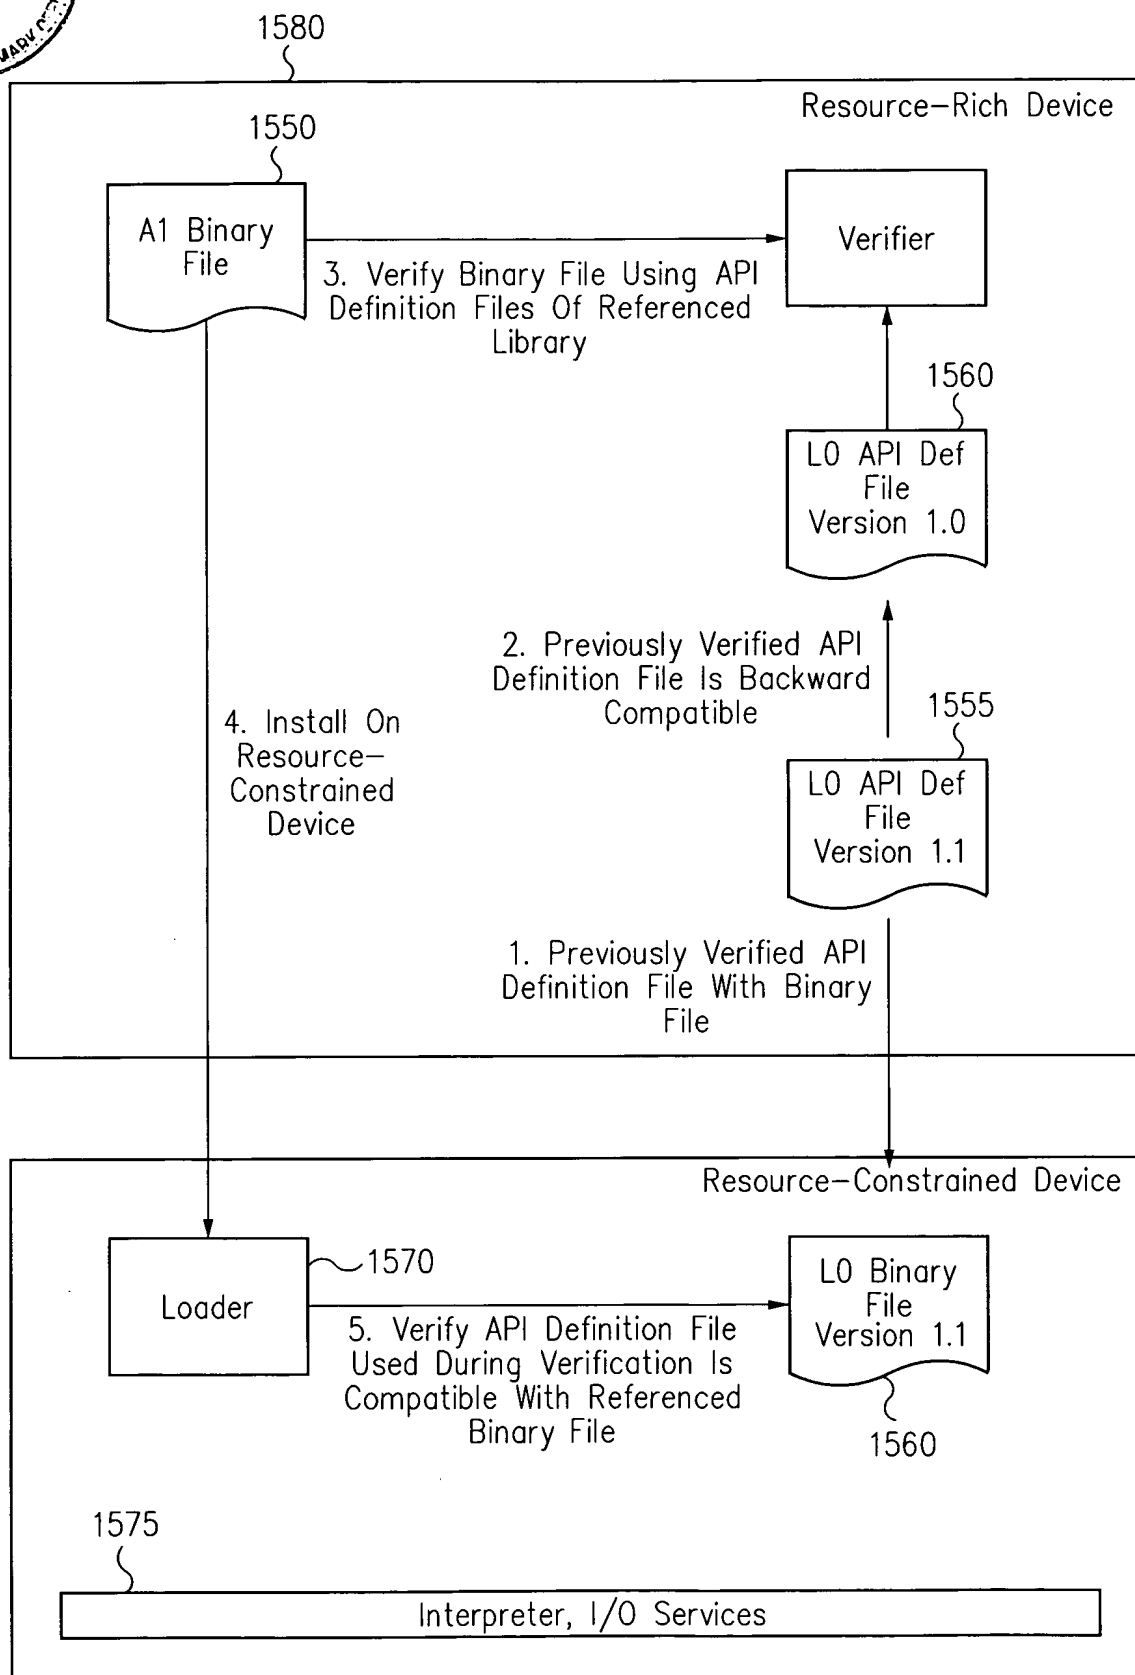 MARK
1580
Resource-Rich Device
1550
A1 Binary
File
Verifier
3. Verify Binary File Using API
Definition Files Of Referenced
Library
1560
L0 API Def
File
Version 1.0
2. Previously Verified API
Definition File Is Backward
Compatible
1555
4. Install On
Resource-
Constrained
Device
L0 API Def
File
Version 1.1
1. Previously Verified API
Definition File With Binary
File
Resource-Constrained Device
1570
Loader
L0 Binary
File
Version 1.1
5. Verify API Definition File
Used During Verification Is
Compatible With Referenced
Binary File
1560
1575
Interpreter, I/O Services